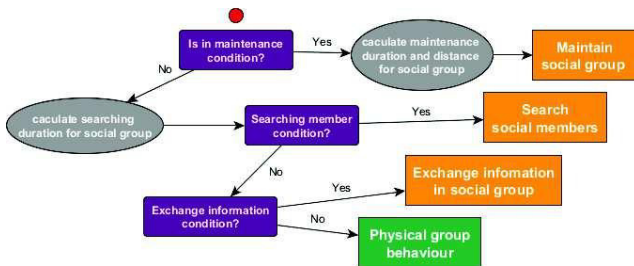 Is in maintenance
condition?
Yes
caculate maintenance
duration and distance
for social group
Maintain
social group
No
caculate searching
duration for social group
Searching member
condition?
Yes
Search
social members
No
Exchange information
condition?
Yes
Exchange infomation
in social group
No
Physical group
behaviour